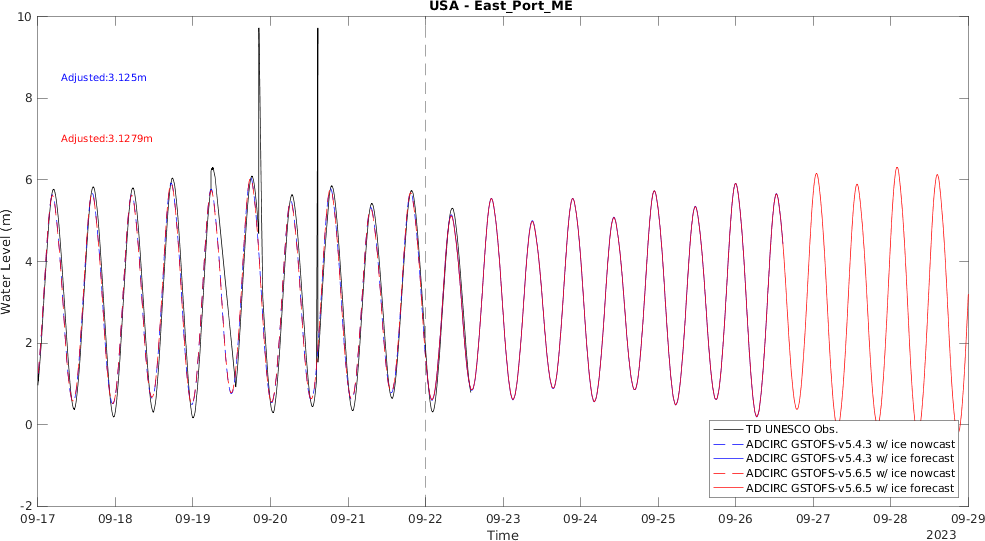 USA - East_Port_ME
10
Adjusted:3.125m
8
Adjusted:3.1279m
6
Water Level (m)
4
2
0
-2
TD UNESCO Obs.
ADCIRC GSTOFS-v5.4.3 w/ ice nowcast
ADCIRC GSTOFS-v5.4.3 w/ ice forecast
ADCIRC GSTOFS-v5.6.5 w/ ice nowcast
ADCIRC GSTOFS-v5.6.5 w/ ice forecast
09-17 09-18 09-19 09-20 09-21 09-22 09-23 09-24 09-25 09-26 09-27 09-28 09-29
Time
2023